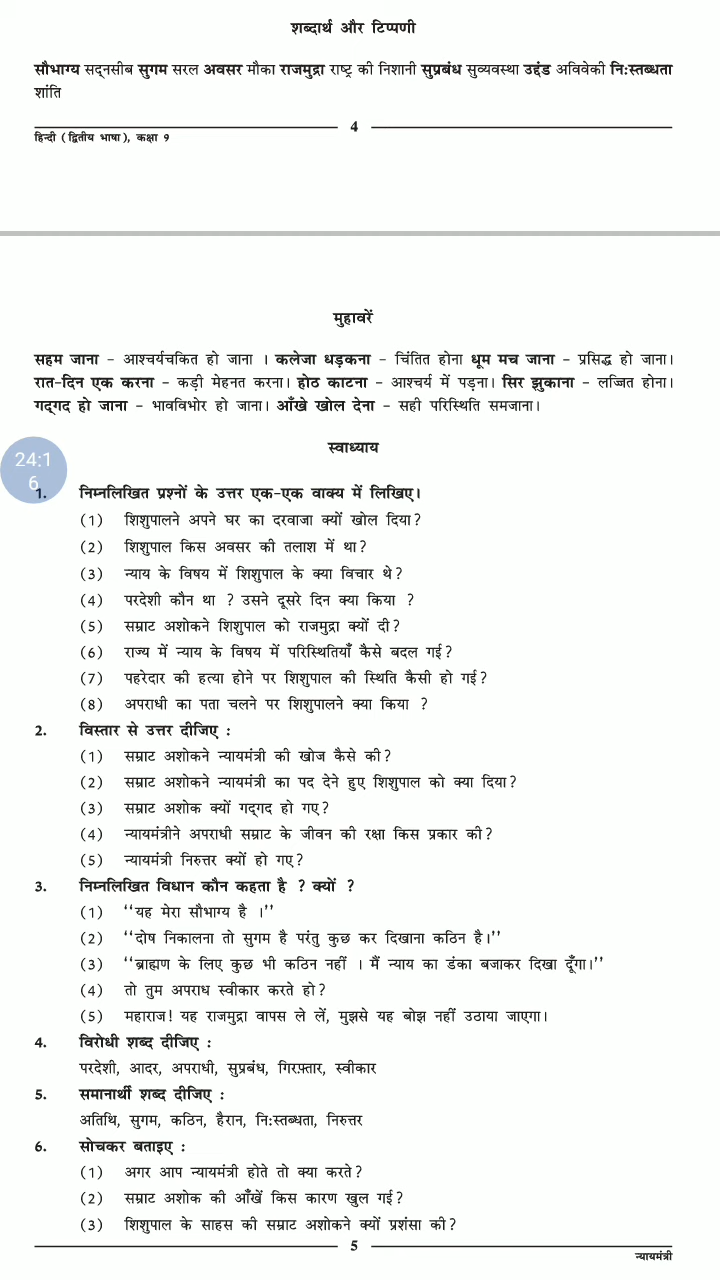 शब्दार्थ और टिप्पणी
सौभाग्य सद्नसीब सुगम सरल अवसर मौका राजमुद्रा राष्ट्र की निशानी सुप्रबंध सुव्यवस्था उद्दंड अविवेकी निःस्तब्धता
शांति
4
हिन्दी (द्वितीय भाषा), कक्षा 9
मुहावरें
सहम जाना – आश्चर्यचकित हो जाना । कलेजा धड़कना – चिंतित होना धूम मच जाना – प्रसिद्ध हो जाना।
रात-दिन एक करना – कड़ी मेहनत करना। होठ काटना – आश्चर्य में पड़ना। सिर झुकाना – लज्जित होना।
गद्गद हो जाना – भावविभोर हो जाना। आँखे खोल देना – सही परिस्थिति समजाना।
स्वाध्याय
24:1
6
1. निम्नलिखित प्रश्नों के उत्तर एक-एक वाक्य में लिखिए।
(1) शिशुपालने अपने घर का दरवाजा क्यों खोल दिया?
(2) शिशुपाल किस अवसर की तलाश में था?
(3) न्याय के विषय में शिशुपाल के क्या विचार थे?
(4) परदेशी कौन था ? उसने दूसरे दिन क्या किया ?
(5) सम्राट अशोकने शिशुपाल को राजमुद्रा क्यों दी?
(6) राज्य में न्याय के विषय में परिस्थितियाँ कैसे बदल गई?
(7) पहरेदार की हत्या होने पर शिशुपाल की स्थिति कैसी हो गई?
(8) अपराधी का पता चलने पर शिशुपालने क्या किया ?
2. विस्तार से उत्तर दीजिए :
(1) सम्राट अशोकने न्यायमंत्री की खोज कैसे की?
(2) सम्राट अशोकने न्यायमंत्री का पद देने हुए शिशुपाल को क्या दिया?
(3) सम्राट अशोक क्यों गद्गद हो गए?
(4) न्यायमंत्रीने अपराधी सम्राट के जीवन की रक्षा किस प्रकार की?
(5) न्यायमंत्री निरुत्तर क्यों हो गए?
3. निम्नलिखित विधान कौन कहता है ? क्यों ?
(1) ‘‘यह मेरा सौभाग्य है ।’’
(2) ‘‘दोष निकालना तो सुगम है परंतु कुछ कर दिखाना कठिन है।’’
(3) ‘‘ब्राह्मण के लिए कुछ भी कठिन नहीं । मैं न्याय का डंका बजाकर दिखा दूँगा।’’
(4) तो तुम अपराध स्वीकार करते हो?
(5) महाराज! यह राजमुद्रा वापस ले लें, मुझसे यह बोझ नहीं उठाया जाएगा।
4. विरोधी शब्द दीजिए :
परदेशी, आदर, अपराधी, सुप्रबंध, गिरफ़्तार, स्वीकार
5. समानार्थी शब्द दीजिए :
अतिथि, सुगम, कठिन, हैरान, निःस्तब्धता, निरुत्तर
6. सोचकर बताइए :
(1) अगर आप न्यायमंत्री होते तो क्या करते?
(2) सम्राट अशोक की आँखें किस कारण खुल गई?
(3) शिशुपाल के साहस की सम्राट अशोकने क्यों प्रशंसा की?
5
न्यायमंत्री